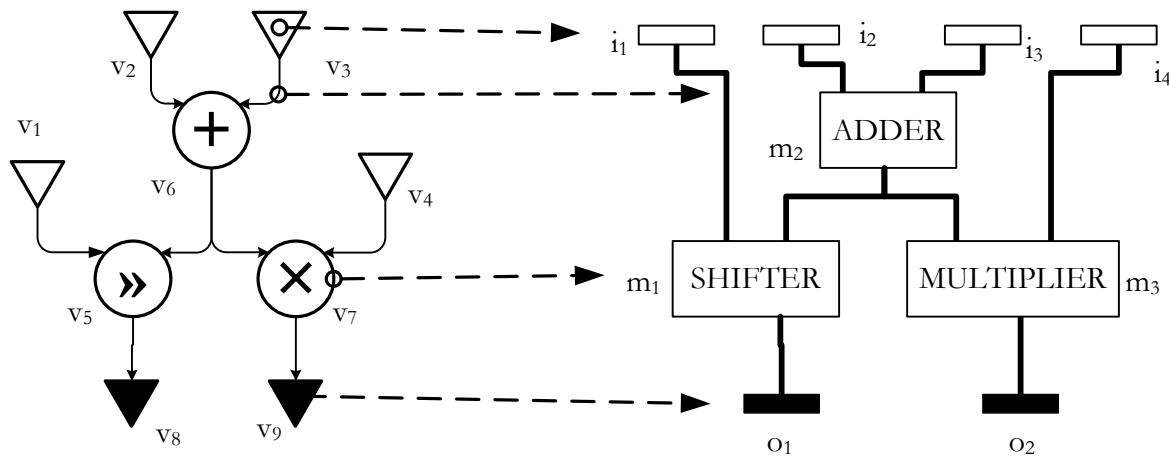 v₂
v₃
i₁
i₂
i₃
i₄
v₁
+
ADDER
m₂
v₆
v₄
»
×
m₁
SHIFTER
MULTIPLIER
m₃
v₅
v₇
v₈
v₉
o₁
o₂